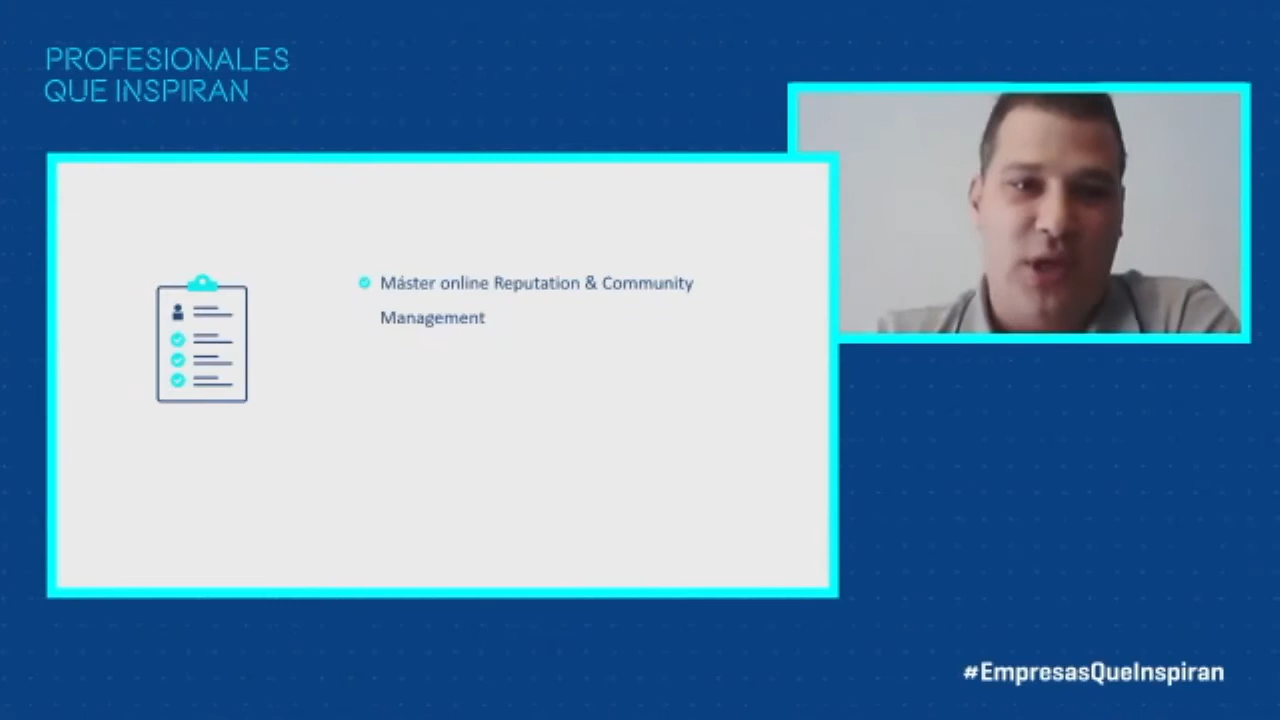 PROFESIONALES
QUE INSPIRAN
Máster online Reputation & Community
Management
#EmpresasQueInspiran